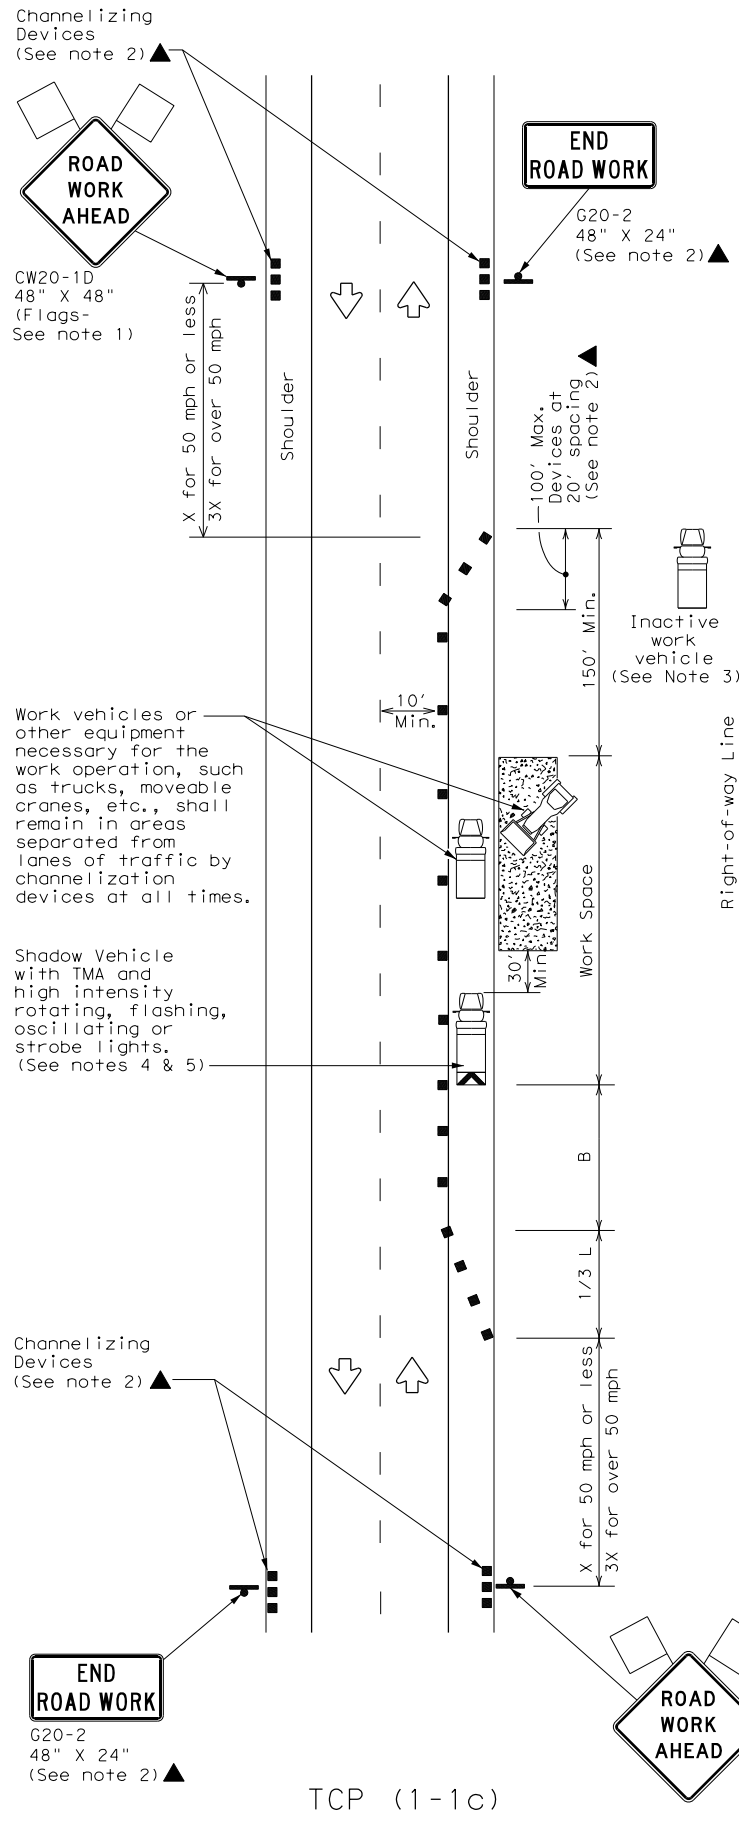 Channelizing
Devices
(See note 2)
ROAD
WORK
AHEAD
CW20-1D
48" X 48"
(Flags-
See note 1)
END
ROAD WORK
G20-2
48" X 24"
(See note 2)
X for 50 mph or less
3X for over 50 mph
Shoulder
Shoulder
100' Max.
Devices at
20' spacing
(See note 2)
Inactive
work
vehicle
(See Note 3)
150' Min.
10'
Min.
Right-of-way Line
Work vehicles or
other equipment
necessary for the
work operation, such
as trucks, moveable
cranes, etc., shall
remain in areas
separated from
lanes of traffic by
channelization
devices at all times.
Work Space
30'
Min
Shadow Vehicle
with TMA and
high intensity
rotating, flashing,
oscillating or
strobe lights.
(See notes 4 & 5)
B
1/3 L
Channelizing
Devices
(See note 2)
X for 50 mph or less
3X for over 50 mph
END
ROAD WORK
G20-2
48" X 24"
(See note 2)
ROAD
WORK
AHEAD
TCP (1-1c)